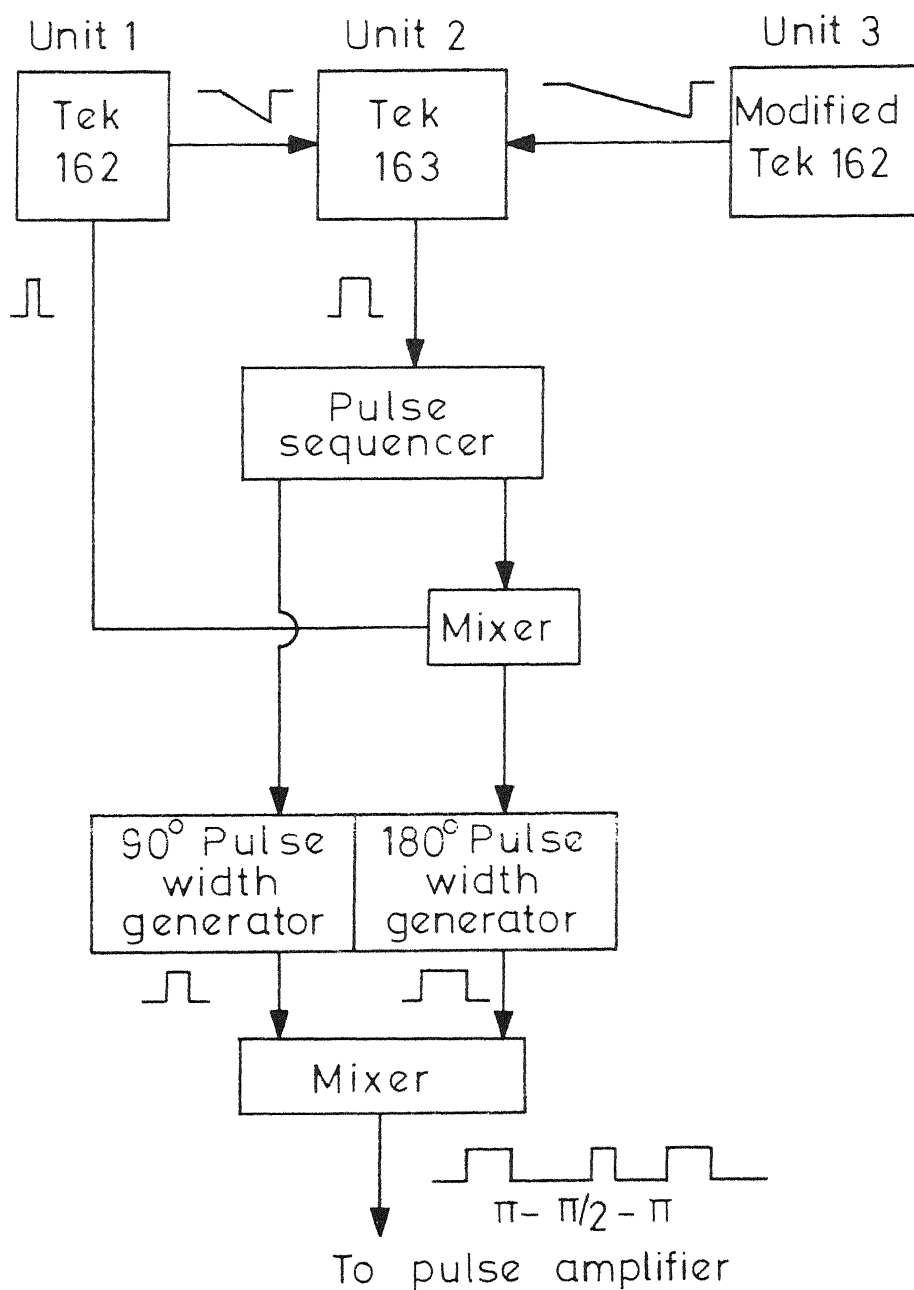 Unit 1
Unit 2
Unit 3
Tek
162
Tek
163
Modified
Tek 162
Pulse
sequencer
Mixer
90° Pulse
width
generator
180° Pulse
width
generator
Mixer
π - π/2 - π
To pulse amplifier